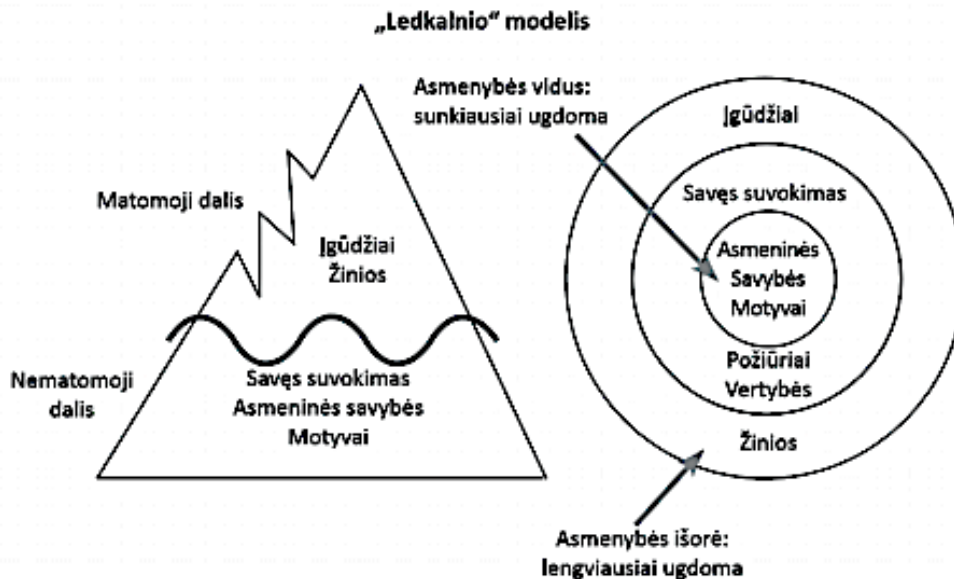 „Ledkalnio“ modelis
Matomoji dalis
Įgūdžiai
Žinios
Nematomoji
dalis
Savęs suvokimas
Asmeninės savybės
Motyvai
Asmenybės vidus:
sunkiausiai ugdoma
Įgūdžiai
Savęs suvokimas
Asmeninės
Savybės
Motyvai
Požiūriai
Vertybės
Žinios
Asmenybės išorė:
lengviausiai ugdoma